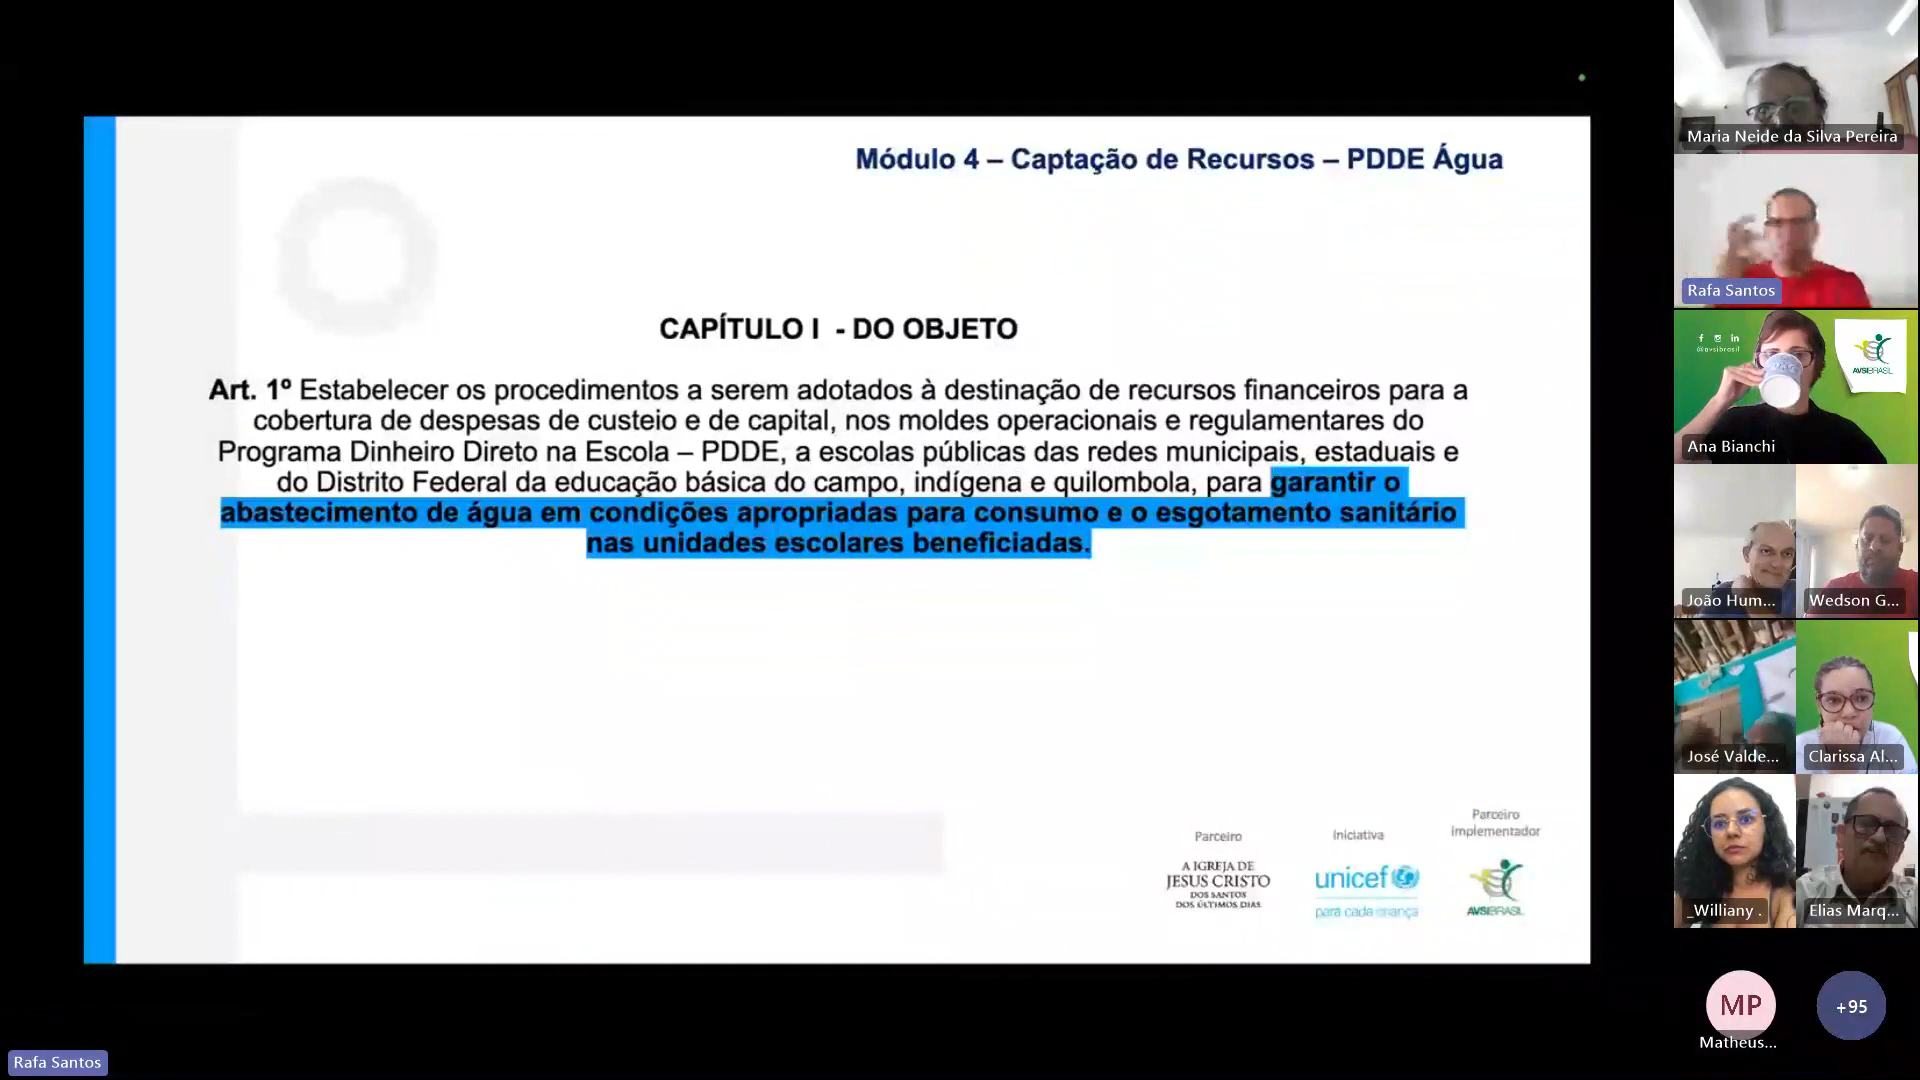 Módulo 4 – Captação de Recursos – PDDE Água
CAPÍTULO I - DO OBJETO
Art. 1º Estabelecer os procedimentos a serem adotados à destinação de recursos financeiros para a
cobertura de despesas de custeio e de capital, nos moldes operacionais e regulamentares do
Programa Dinheiro Direto na Escola – PDDE, a escolas públicas das redes municipais, estaduais e
do Distrito Federal da educação básica do campo, indígena e quilombola, para garantir o
abastecimento de água em condições apropriadas para consumo e o esgotamento sanitário
nas unidades escolares beneficiadas.
Parceiro
A IGREJA DE
JESUS CRISTO
DOS SANTOS
DOS ÚLTIMOS DIAS
Iniciativa
unicef
para cada criança
Parceiro
implementador
AVSIBRASIL
Rafa Santos
Maria Neide da Silva Pereira
Rafa Santos
@avsibrasil
AVSIBRASIL
Ana Bianchi
João Hum...
Wedson G...
José Valde...
Clarissa Al...
_Williany .
Elias Marq...
MP
Matheus...
+95